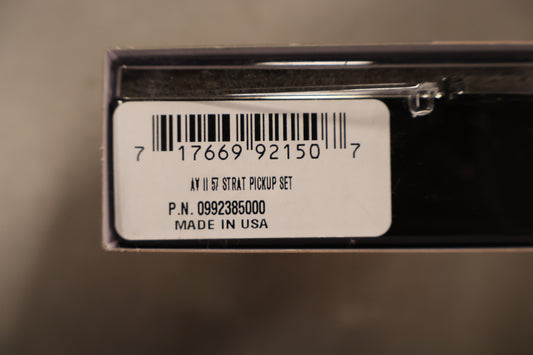 7 17669 92150 7
AV II 57 STRAT PICKUP SET
P.N. 0992385000
MADE IN USA